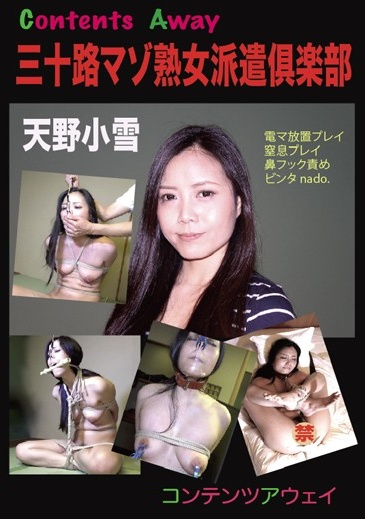 Contents Away
三十路マゾ熟女派遣倶楽部
天野小雪
電マ放置プレイ
窒息プレイ
鼻フック責め
ビンタ nado.
禁
コンテンツアウェイ